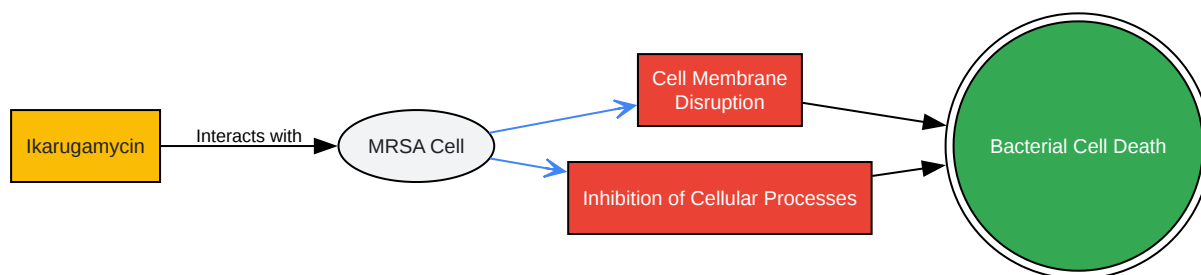 Ikarugamycin
Interacts with
MRSA Cell
Cell Membrane
Disruption
Inhibition of Cellular Processes
Bacterial Cell Death